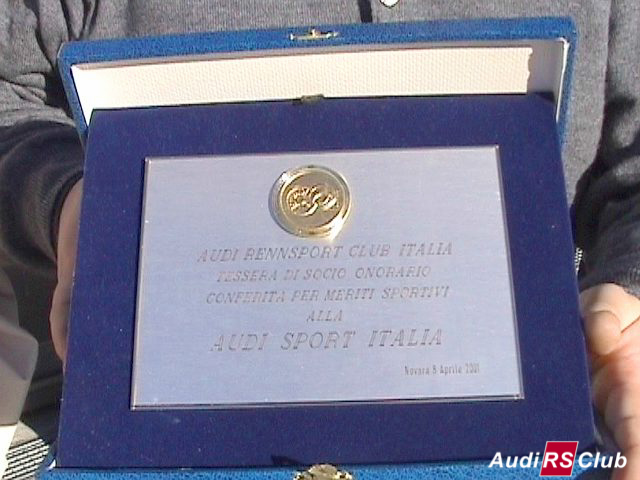 AUDI RENNSPORT CLUB ITALIA
TESSERA DI SOCIO ONORARIO
CONFERITA PER MERITI SPORTIVI
ALLA
AUDI SPORT ITALIA
Novara 8 Aprile 2001
Audi RS Club